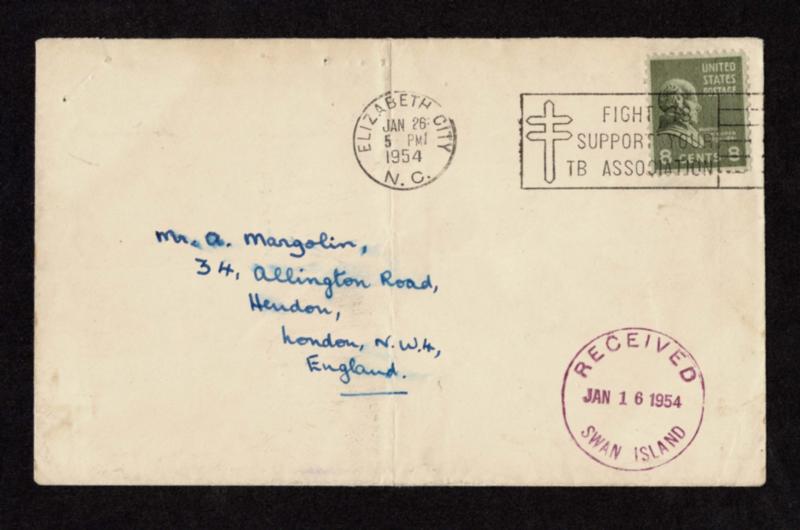 UNITED
STATES
POSTAGE
8 CENTS 8
ELIZABETH CITY
JAN 26
5 PM
1954
N. C.
FIGHT TB
SUPPORT YOUR
TB ASSOCIATION
Mr. A. Margolin,
34, Allington Road,
Hendon,
London, N.W.4,
England.
RECEIVED
JAN 16 1954
SWAN ISLAND